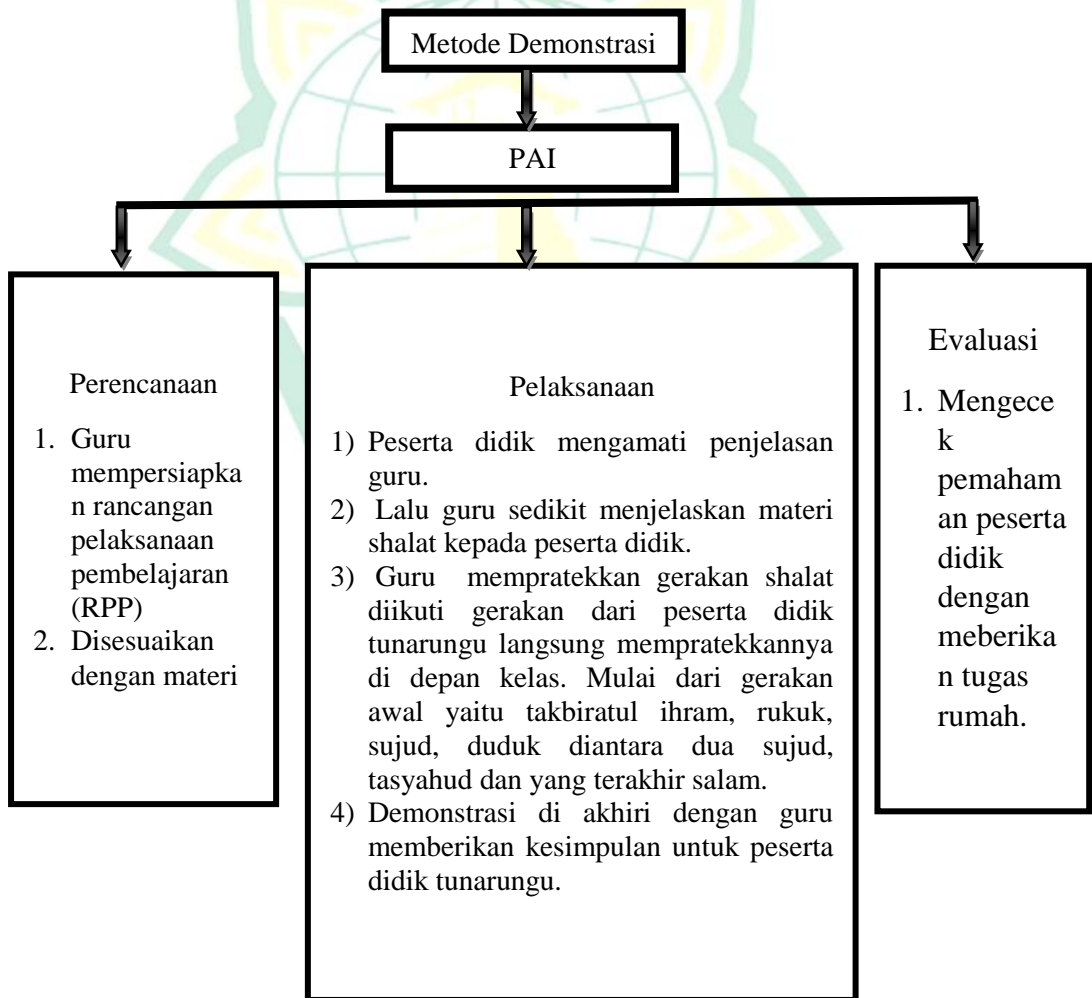 Metode Demonstrasi
PAI
Perencanaan
1. Guru
mempersiapka
n rancangan
pelaksanaan
pembelajaran
(RPP)
2. Disesuaikan
dengan materi
Pelaksanaan
1) Peserta didik mengamati penjelasan
guru.
2) Lalu guru sedikit menjelaskan materi
shalat kepada peserta didik.
3) Guru mempratekkan gerakan shalat
diikuti gerakan dari peserta didik
tunarungu langsung mempratekkannya
di depan kelas. Mulai dari gerakan
awal yaitu takbiratul ihram, rukuk,
sujud, duduk diantara dua sujud,
tasyahud dan yang terakhir salam.
4) Demonstrasi di akhiri dengan guru
memberikan kesimpulan untuk peserta
didik tunarungu.
Evaluasi
1. Mengece
k
pemaham
an peserta
didik
dengan
meberika
n tugas
rumah.